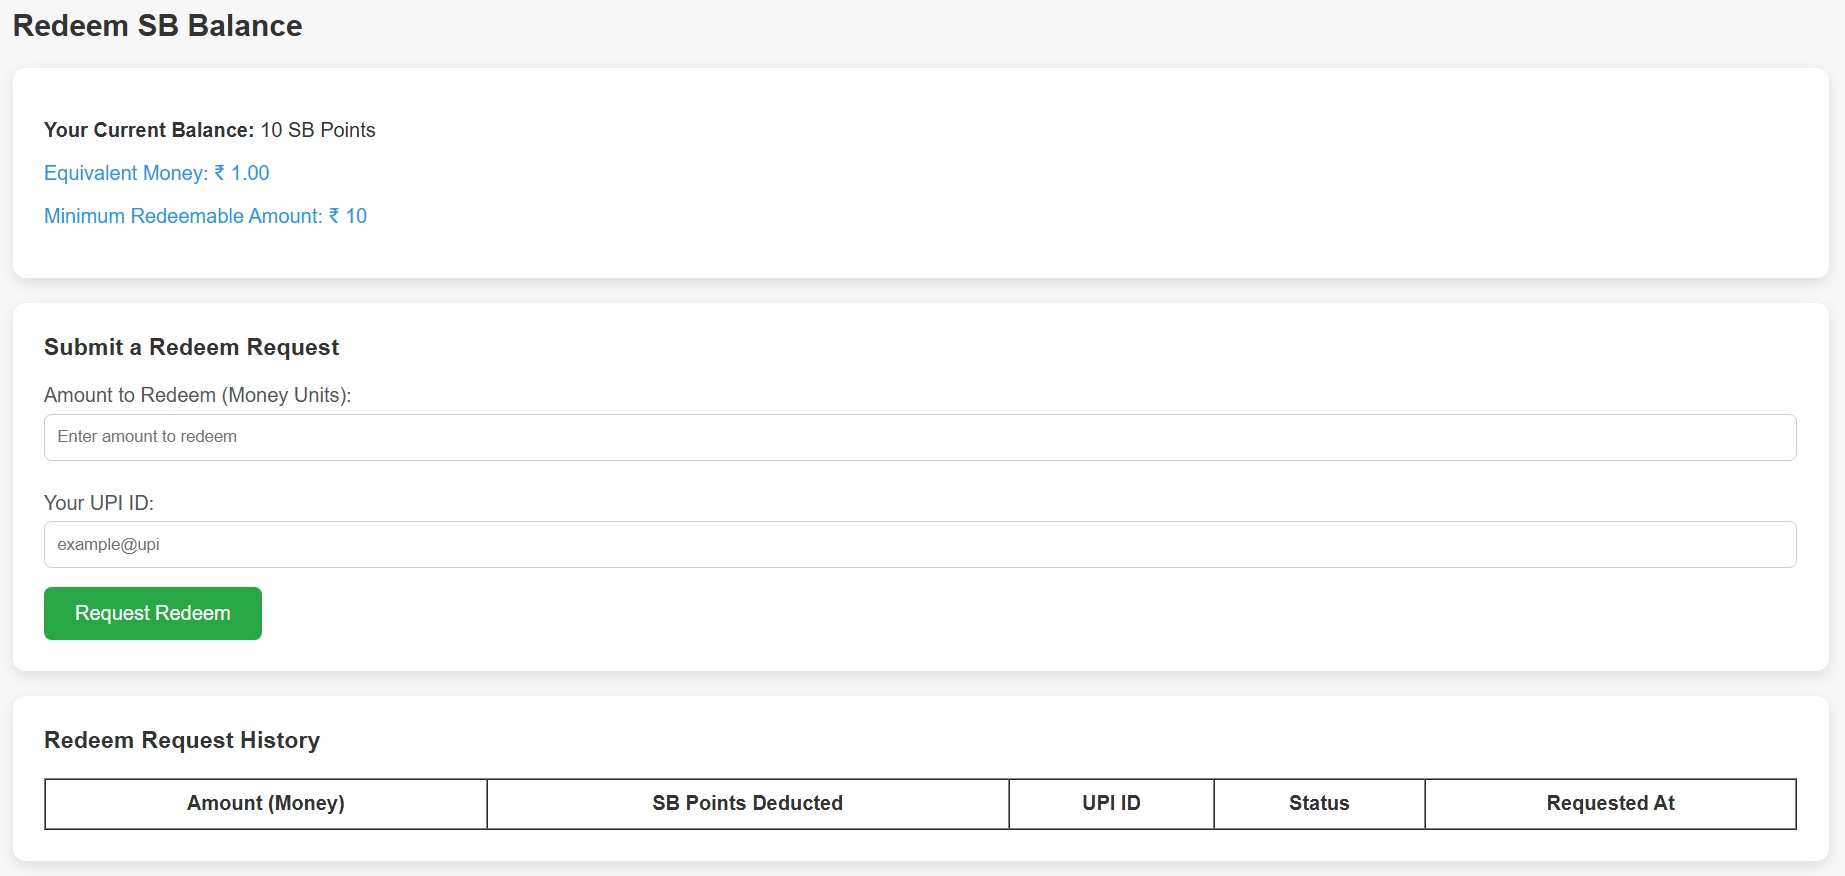 Redeem SB Balance
Your Current Balance: 10 SB Points
Equivalent Money: ₹ 1.00
Minimum Redeemable Amount: ₹ 10
Submit a Redeem Request
Amount to Redeem (Money Units):
Enter amount to redeem
Your UPI ID:
example@upi
Request Redeem
Redeem Request History
Amount (Money) SB Points Deducted UPI ID Status Requested At